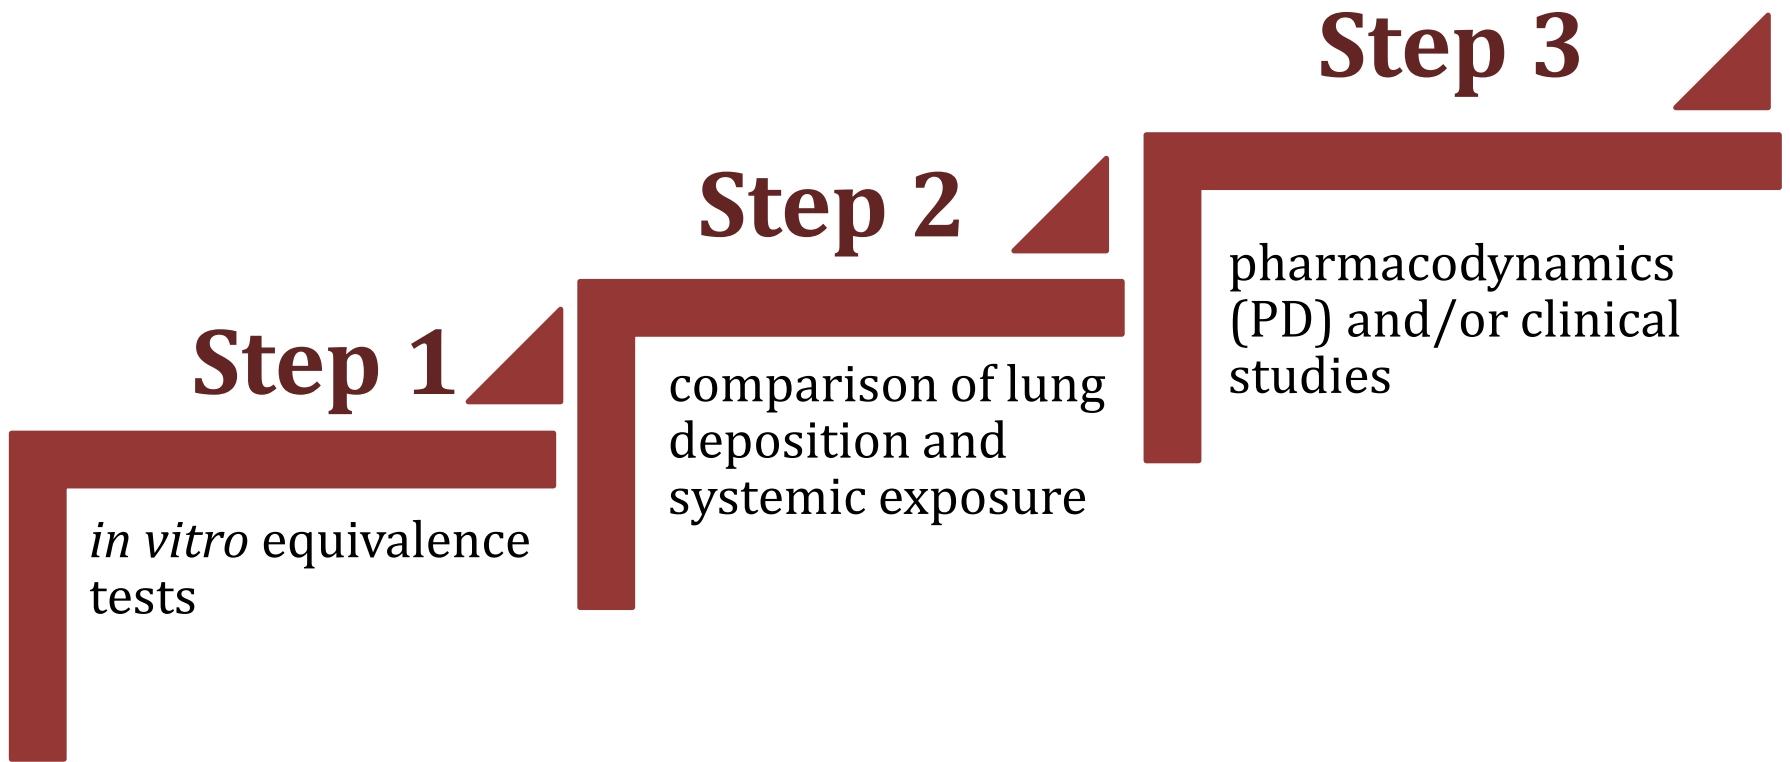 Step 1
in vitro equivalence
tests
Step 2
comparison of lung
deposition and
systemic exposure
Step 3
pharmacodynamics
(PD) and/or clinical
studies